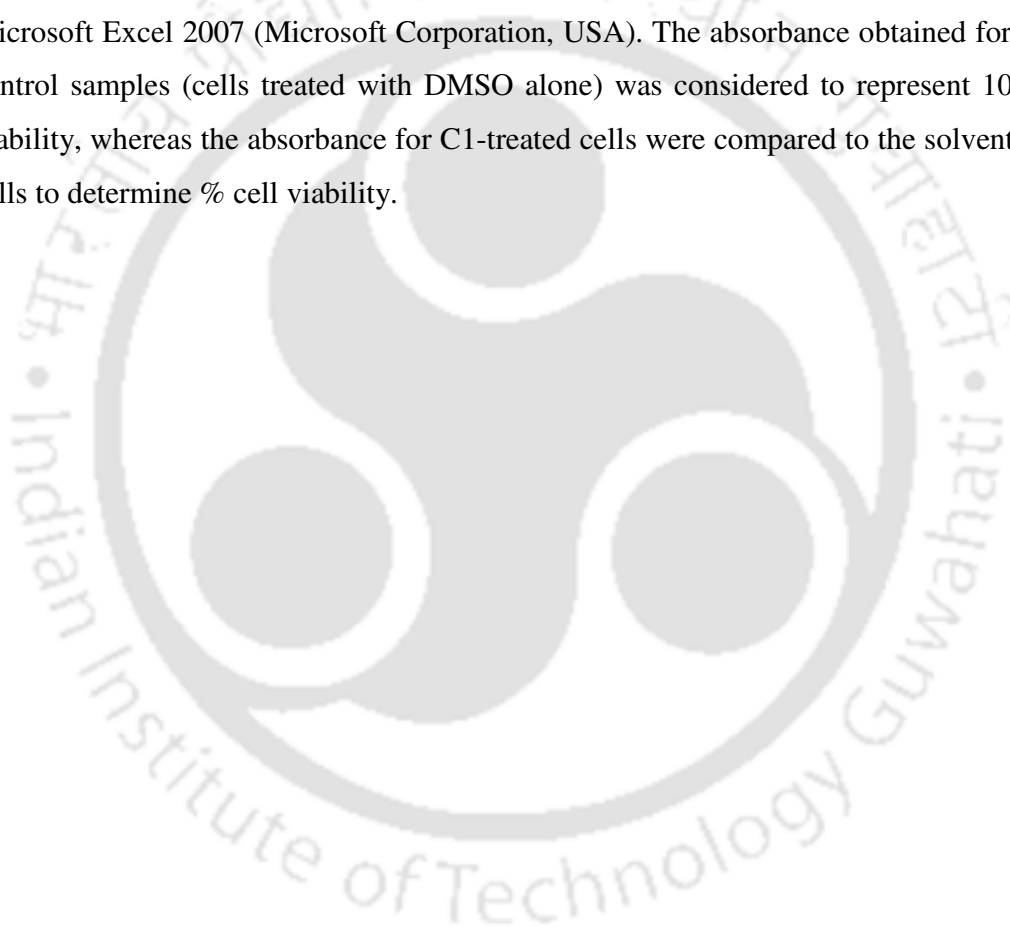 icrosoft Excel 2007 (Microsoft Corporation, USA). The absorbance obtained for
ntrol samples (cells treated with DMSO alone) was considered to represent 10
ability, whereas the absorbance for C1-treated cells were compared to the solvent
lls to determine % cell viability.
Indian Institute of Technology Guwahati